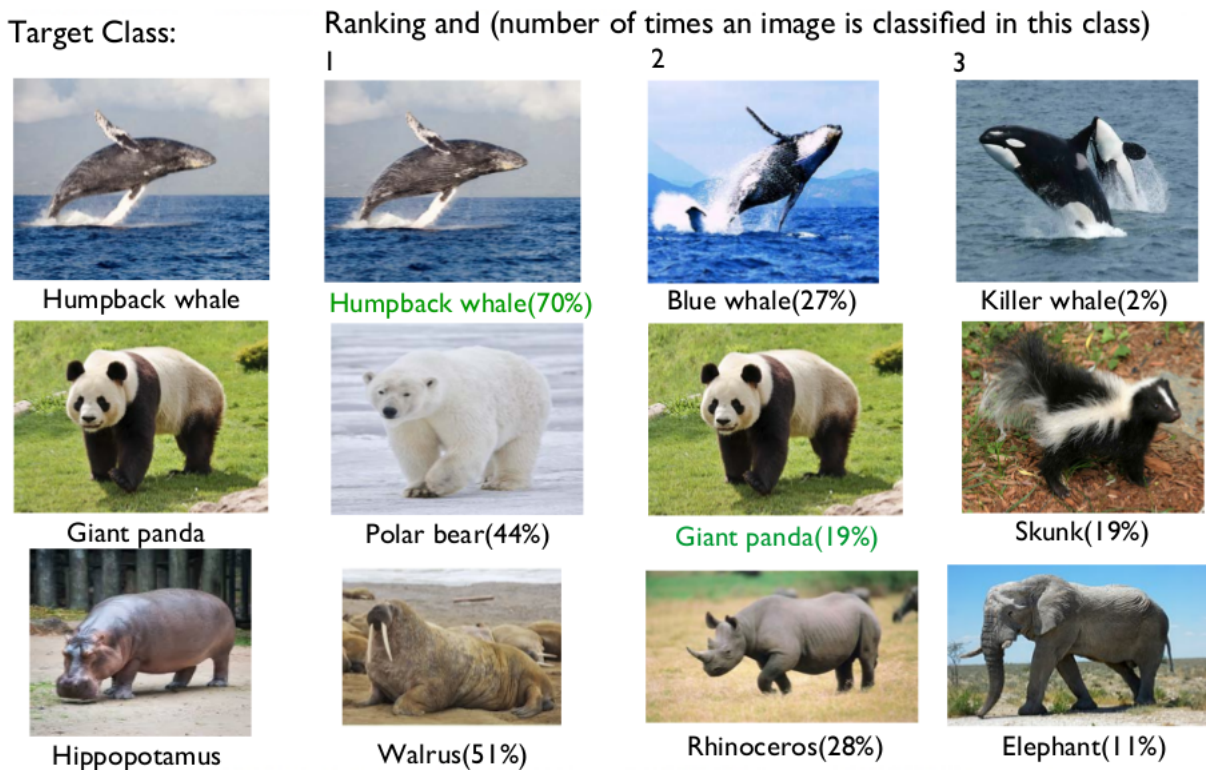 Target Class:
Ranking and (number of times an image is classified in this class)
1
2
3
Humpback whale
Humpback whale(70%)
Blue whale(27%)
Killer whale(2%)
Giant panda
Polar bear(44%)
Giant panda(19%)
Skunk(19%)
Hippopotamus
Walrus(51%)
Rhinoceros(28%)
Elephant(11%)